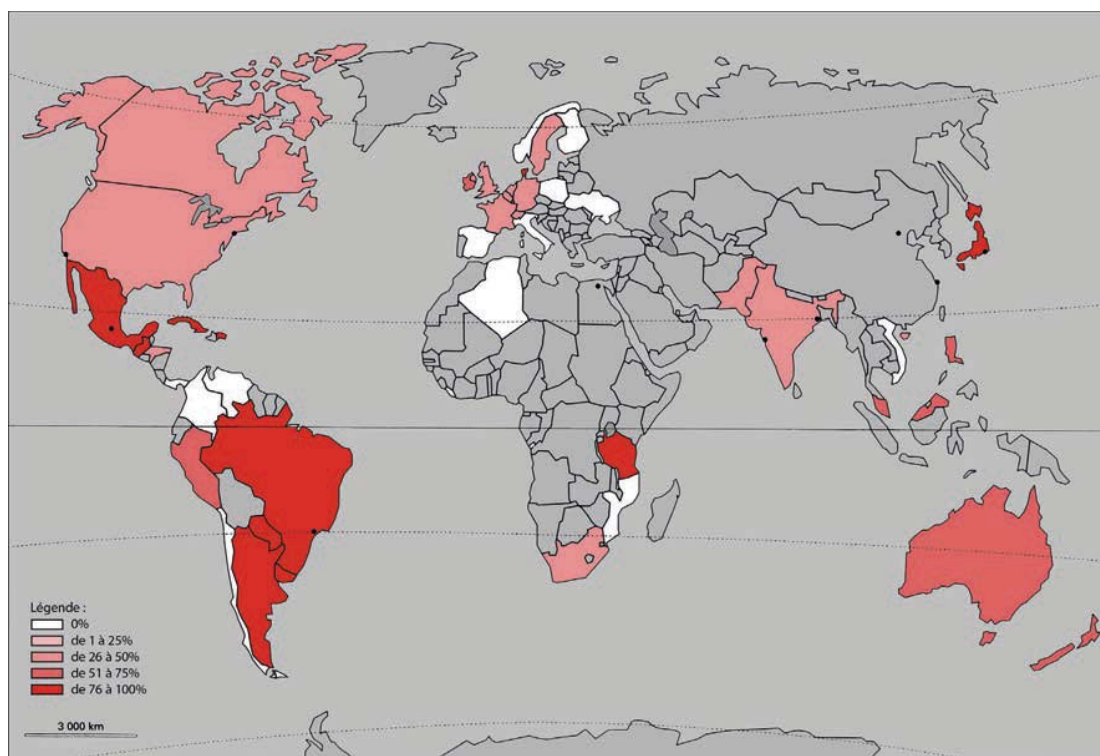 Légende :
0%
de 1 à 25%
de 26 à 50%
de 51 à 75%
de 76 à 100%
3 000 km